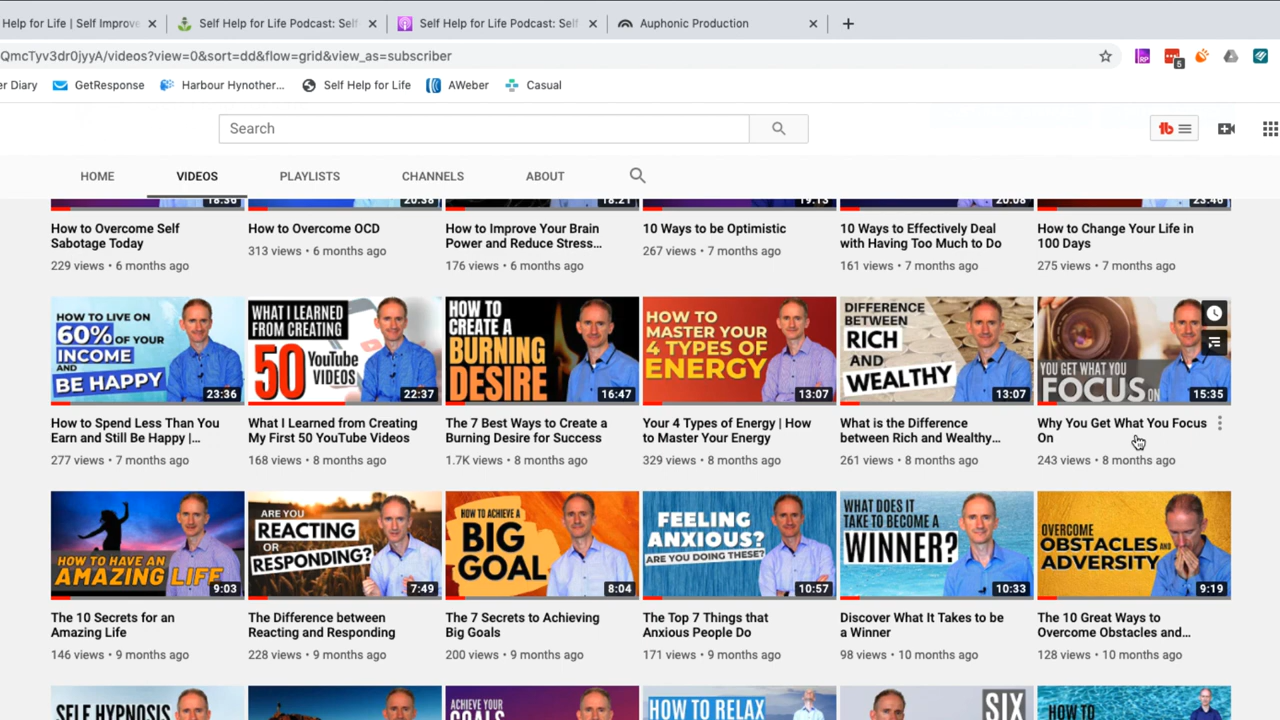 Help for Life | Self Improve
Self Help for Life Podcast: Self
Self Help for Life Podcast: Self
Auphonic Production
QmcTyv3dr0jyyA/videos?view=0&sort=dd&flow=grid&view_as=subscriber
RP
5
er Diary
GetResponse
Harbour Hypnother...
Self Help for Life
AWeber
Casual
Search
tb
HOME
VIDEOS
PLAYLISTS
CHANNELS
ABOUT
18:36
20:38
18:21
19:13
20:08
23:46
How to Overcome Self
Sabotage Today
229 views • 6 months ago
How to Overcome OCD
313 views • 6 months ago
How to Improve Your Brain
Power and Reduce Stress...
176 views • 6 months ago
10 Ways to be Optimistic
267 views • 7 months ago
10 Ways to Effectively Deal
with Having Too Much to Do
161 views • 7 months ago
How to Change Your Life in
100 Days
275 views • 7 months ago
HOW TO LIVE ON
60% OF YOUR
INCOME
AND
BE HAPPY
23:36
How to Spend Less Than You
Earn and Still Be Happy |...
277 views • 7 months ago
WHAT I LEARNED
FROM CREATING
50 YouTube
VIDEOS
22:37
What I Learned from Creating
My First 50 YouTube Videos
168 views • 8 months ago
HOW TO
CREATE A
BURNING
DESIRE
16:47
The 7 Best Ways to Create a
Burning Desire for Success
1.7K views • 8 months ago
HOW TO
MASTER YOUR
4 TYPES OF
ENERGY
13:07
Your 4 Types of Energy | How
to Master Your Energy
329 views • 8 months ago
DIFFERENCE
BETWEEN
RICH
AND
WEALTHY
13:07
What is the Difference
between Rich and Wealthy...
261 views • 8 months ago
YOU GET WHAT YOU
FOCUS ON
15:35
Why You Get What You Focus
On
243 views • 8 months ago
HOW TO HAVE AN
AMAZING LIFE
9:03
The 10 Secrets for an
Amazing Life
146 views • 9 months ago
ARE YOU
REACTING
OR
RESPONDING?
7:49
The Difference between
Reacting and Responding
228 views • 9 months ago
HOW TO ACHIEVE A
BIG
GOAL
8:04
The 7 Secrets to Achieving
Big Goals
200 views • 9 months ago
FEELING
ANXIOUS?
ARE YOU DOING THESE?
10:57
The Top 7 Things that
Anxious People Do
171 views • 9 months ago
WHAT DOES IT
TAKE TO BECOME A
WINNER?
10:33
Discover What It Takes to be
a Winner
98 views • 10 months ago
OVERCOME
OBSTACLES AND
ADVERSITY
9:19
The 10 Great Ways to
Overcome Obstacles and...
128 views • 10 months ago
SELF HYPNOSIS
ACHIEVE YOUR
GOALS
HOW TO RELAX
SIX
HOW TO